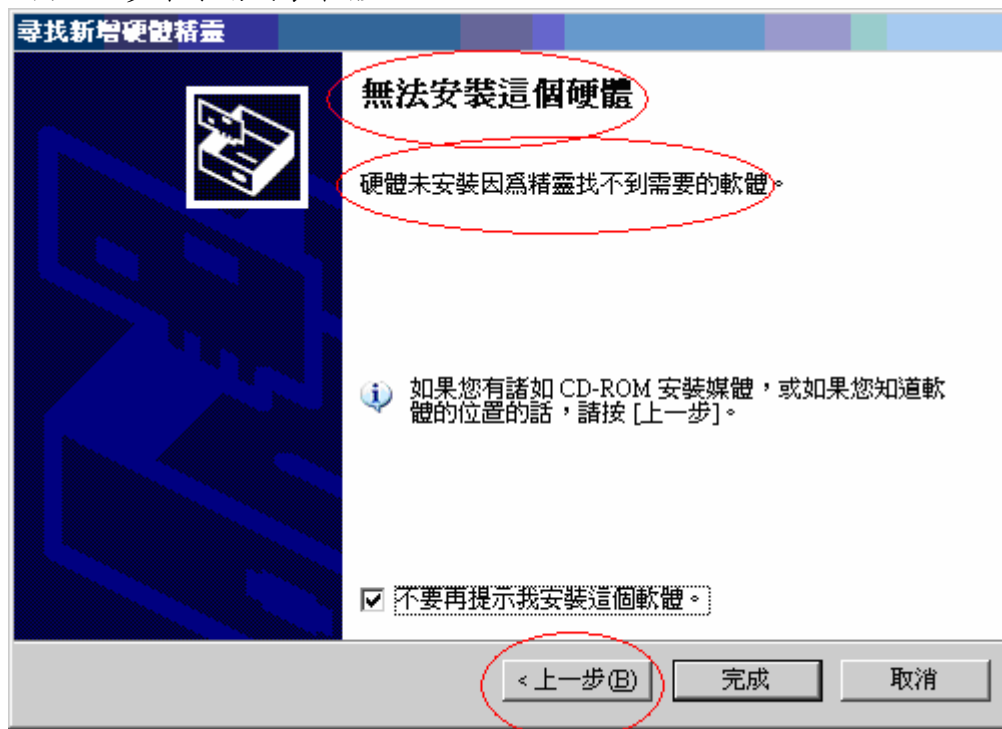 尋找新增硬體精靈
無法安裝這個硬體
硬體未安裝因為精靈找不到需要的軟體。
如果您有諸如 CD-ROM 安裝媒體，或如果您知道軟
體的位置的話，請按 [上一步]。
不要再提示我安裝這個軟體。
< 上一步(B)
完成
取消